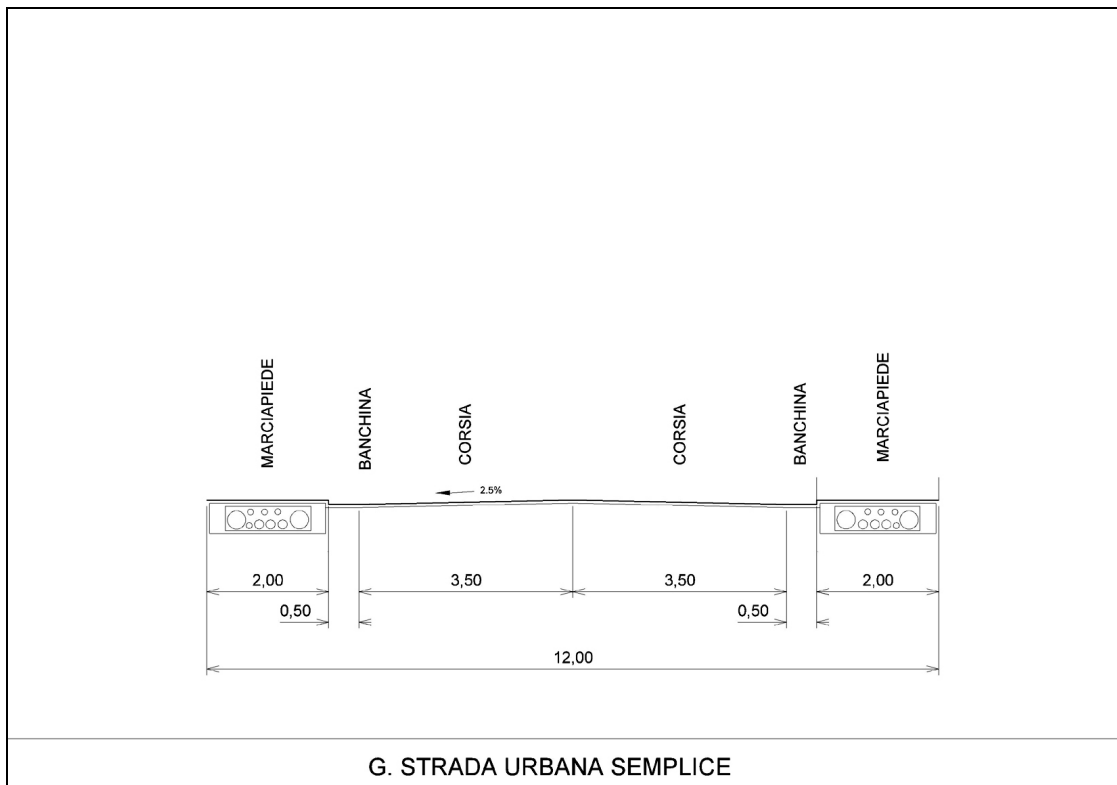 MARCIAPIEDE
BANCHINA
CORSIA
CORSIA
BANCHINA
MARCIAPIEDE
2.5%
2,00
3,50
3,50
2,00
0,50
0,50
12,00
G. STRADA URBANA SEMPLICE